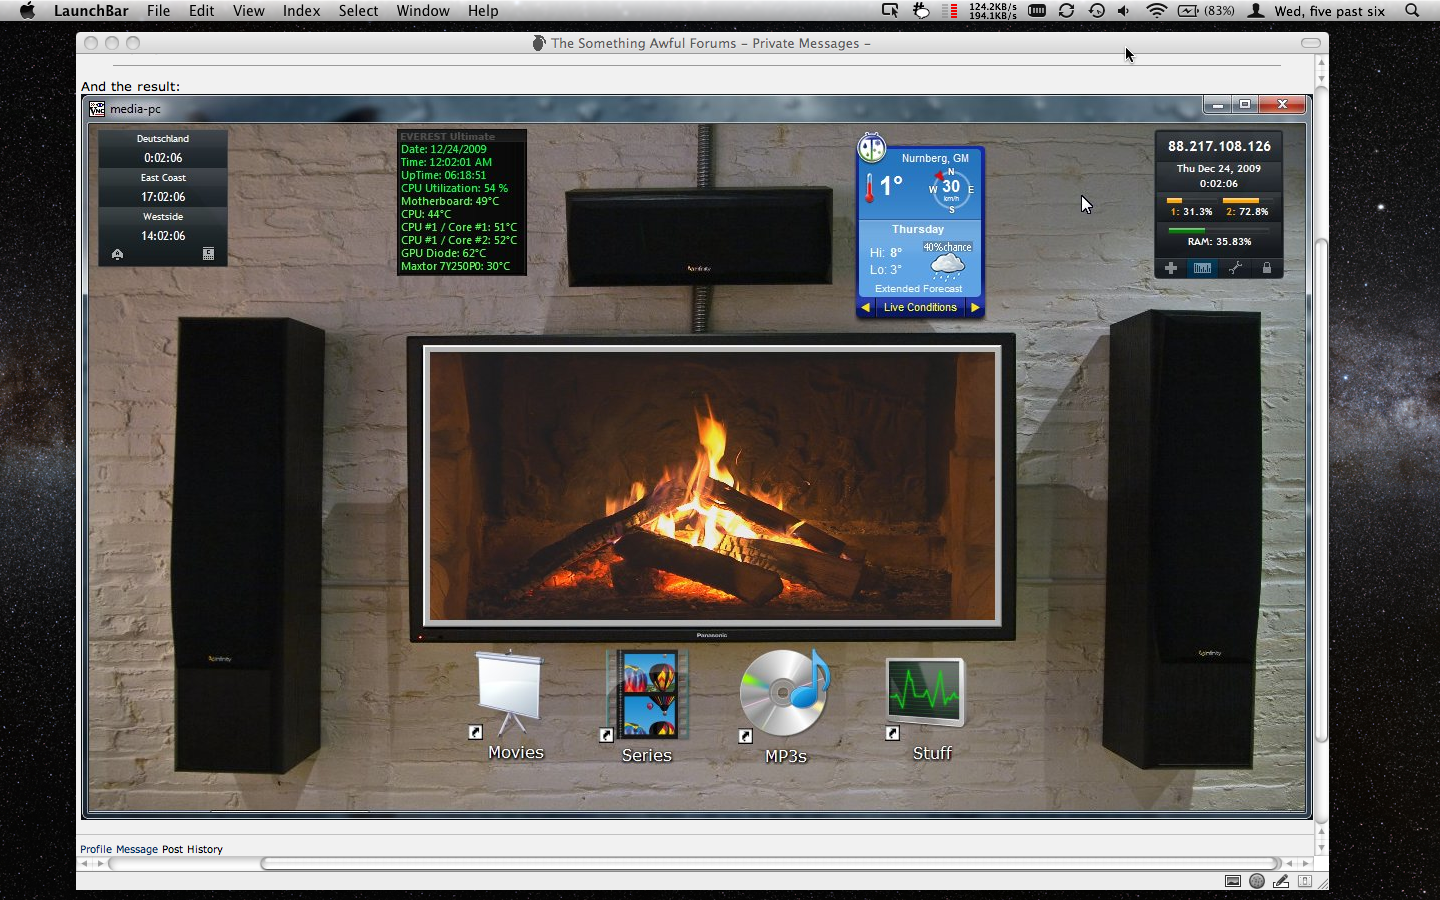 LaunchBar File Edit View Index Select Window Help
124.2KB/s
194.1KB/s
(83%) Wed, five past six
The Something Awful Forums – Private Messages –
And the result:
media-pc
Deutschland
0:02:06
East Coast
17:02:06
Westside
14:02:06
EVEREST Ultimate
Date: 12/24/2009
Time: 12:02:01 AM
UpTime: 06:18:51
CPU Utilization: 54 %
Motherboard: 49°C
CPU: 44°C
CPU #1 / Core #1: 51°C
CPU #1 / Core #2: 52°C
GPU Diode: 62°C
Maxtor 7Y250P0: 30°C
Infinity
Nurnberg, GM
1°
N
W 30 E
km/h
S
Thursday
40%chance
Hi: 8°
Lo: 3°
Extended Forecast
Live Conditions
88.217.108.126
Thu Dec 24, 2009
0:02:06
1: 31.3% 2: 72.8%
RAM: 35.83%
Panasonic
Infinity
Infinity
Movies
Series
MP3s
Stuff
Profile Message Post History